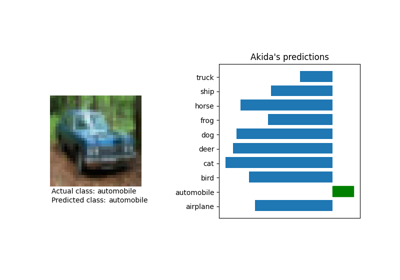 Akida's predictions
truck
ship
horse
frog
dog
deer
cat
bird
automobile
airplane
Actual class: automobile
Predicted class: automobile